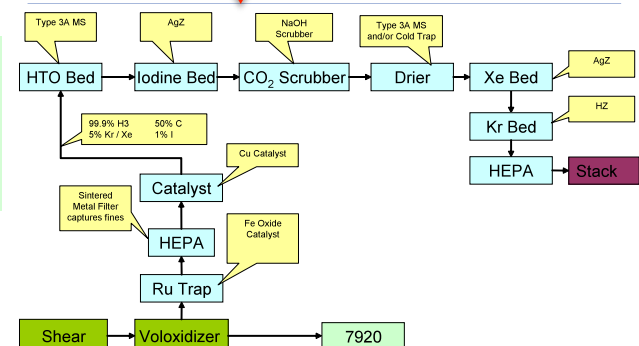 Type 3A MS
AgZ
NaOH
Scrubber
Type 3A MS
and/or Cold Trap
HTO Bed
Iodine Bed
CO2 Scrubber
Drier
Xe Bed
AgZ
Kr Bed
HZ
HEPA
Stack
99.9% H3 50% C
5% Kr / Xe 1% I
Cu Catalyst
Catalyst
Sintered
Metal Filter
captures fines
HEPA
Fe Oxide
Catalyst
Ru Trap
Shear
Voloxidizer
7920